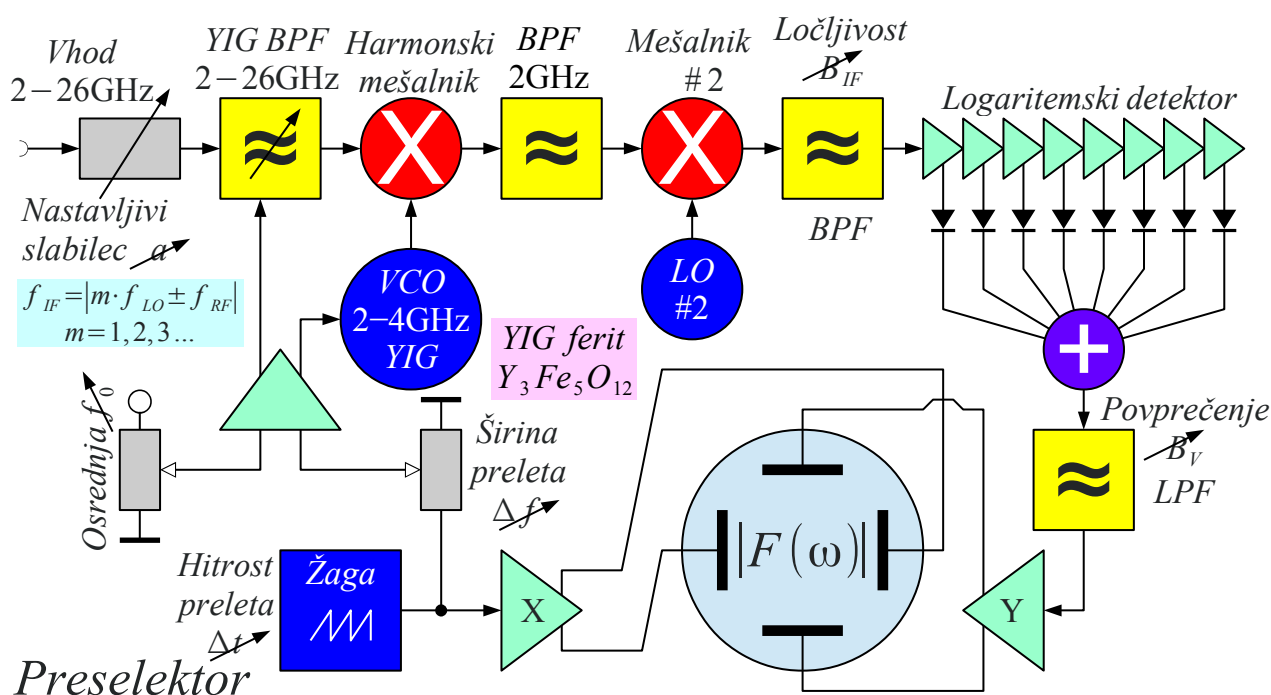 Vhod
2−26GHz
YIG BPF
2−26GHz
Harmonski
mešalnik
BPF
2GHz
Mešalnik
#2
Ločljivost
B_IF
Logaritemski detektor
Nastavljivi
slabilec a
BPF
VCO
2−4GHz
YIG
LO
#2
f_IF=|m·f_LO±f_RF|
m=1,2,3...
YIG ferit
Y_3Fe_5O_12
+
Osrednja f_0
Širina
preleta
Δf
Povprečenje
B_V
LPF
|F(ω)|
Hitrost
preleta
Δt
Žaga
X
Y
Preselektor